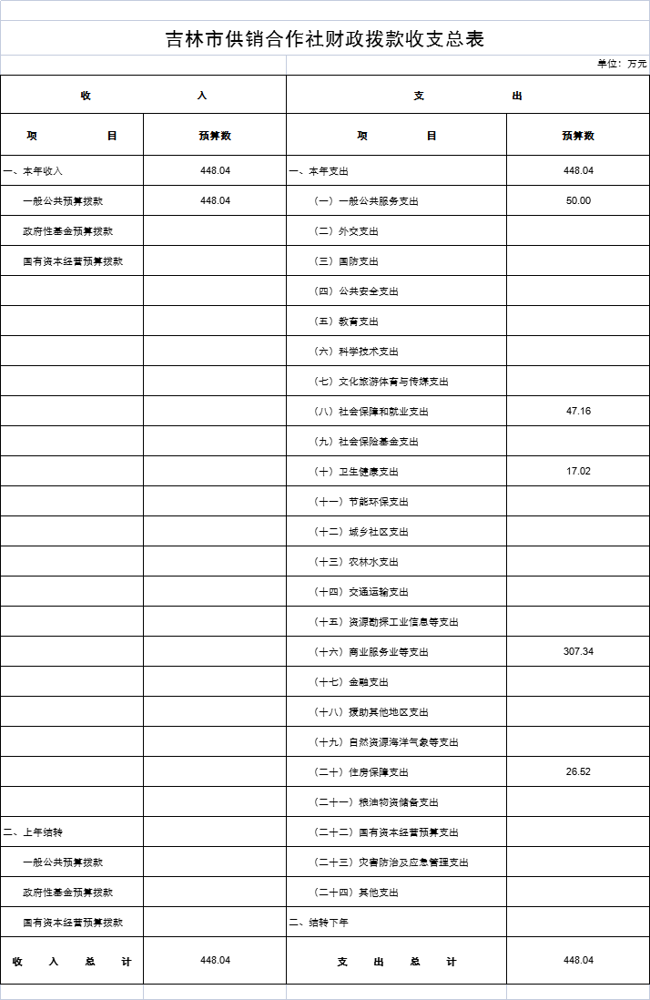 吉林市供销合作社财政拨款收支总表
单位：万元
收 入 支 出
项 目 预算数 项 目 预算数
一、本年收入 448.04 一、本年支出 448.04
一般公共预算拨款 448.04 （一）一般公共服务支出 50.00
政府性基金预算拨款 （二）外交支出
国有资本经营预算拨款 （三）国防支出
（四）公共安全支出
（五）教育支出
（六）科学技术支出
（七）文化旅游体育与传媒支出
（八）社会保障和就业支出 47.16
（九）社会保险基金支出
（十）卫生健康支出 17.02
（十一）节能环保支出
（十二）城乡社区支出
（十三）农林水支出
（十四）交通运输支出
（十五）资源勘探工业信息等支出
（十六）商业服务业等支出 307.34
（十七）金融支出
（十八）援助其他地区支出
（十九）自然资源海洋气象等支出
（二十）住房保障支出 26.52
（二十一）粮油物资储备支出
二、上年结转 （二十二）国有资本经营预算支出
一般公共预算拨款 （二十三）灾害防治及应急管理支出
政府性基金预算拨款 （二十四）其他支出
国有资本经营预算拨款 二、结转下年
收 入 总 计 448.04 支 出 总 计 448.04